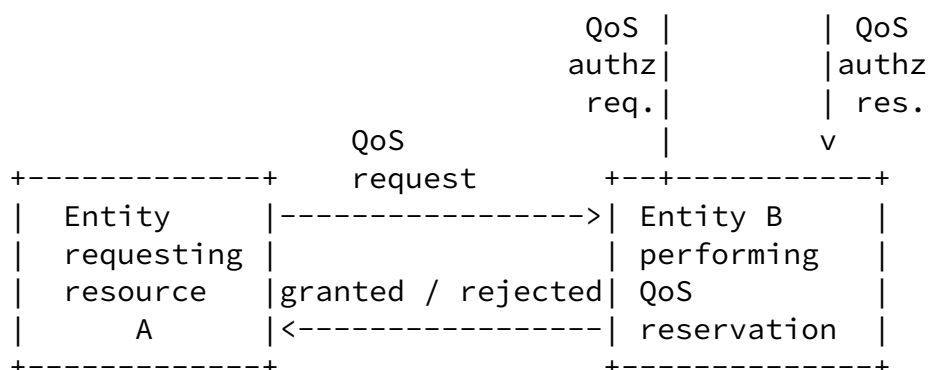 QoS | | QoS
authz| |authz
req.| | res.
QoS | v
+-------------+ request +--+-----------+
| Entity |----------------->| Entity B |
| requesting | | performing |
| resource |granted / rejected| QoS |
| A |<-----------------| reservation |
+-------------+ +--------------+